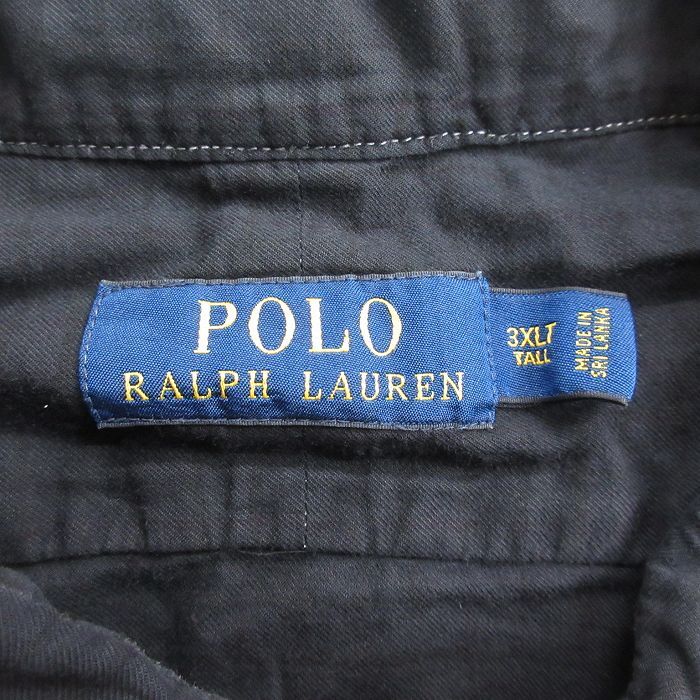 POLO
RALPH LAUREN
3XLT
TALL
MADE IN
SRI LANKA